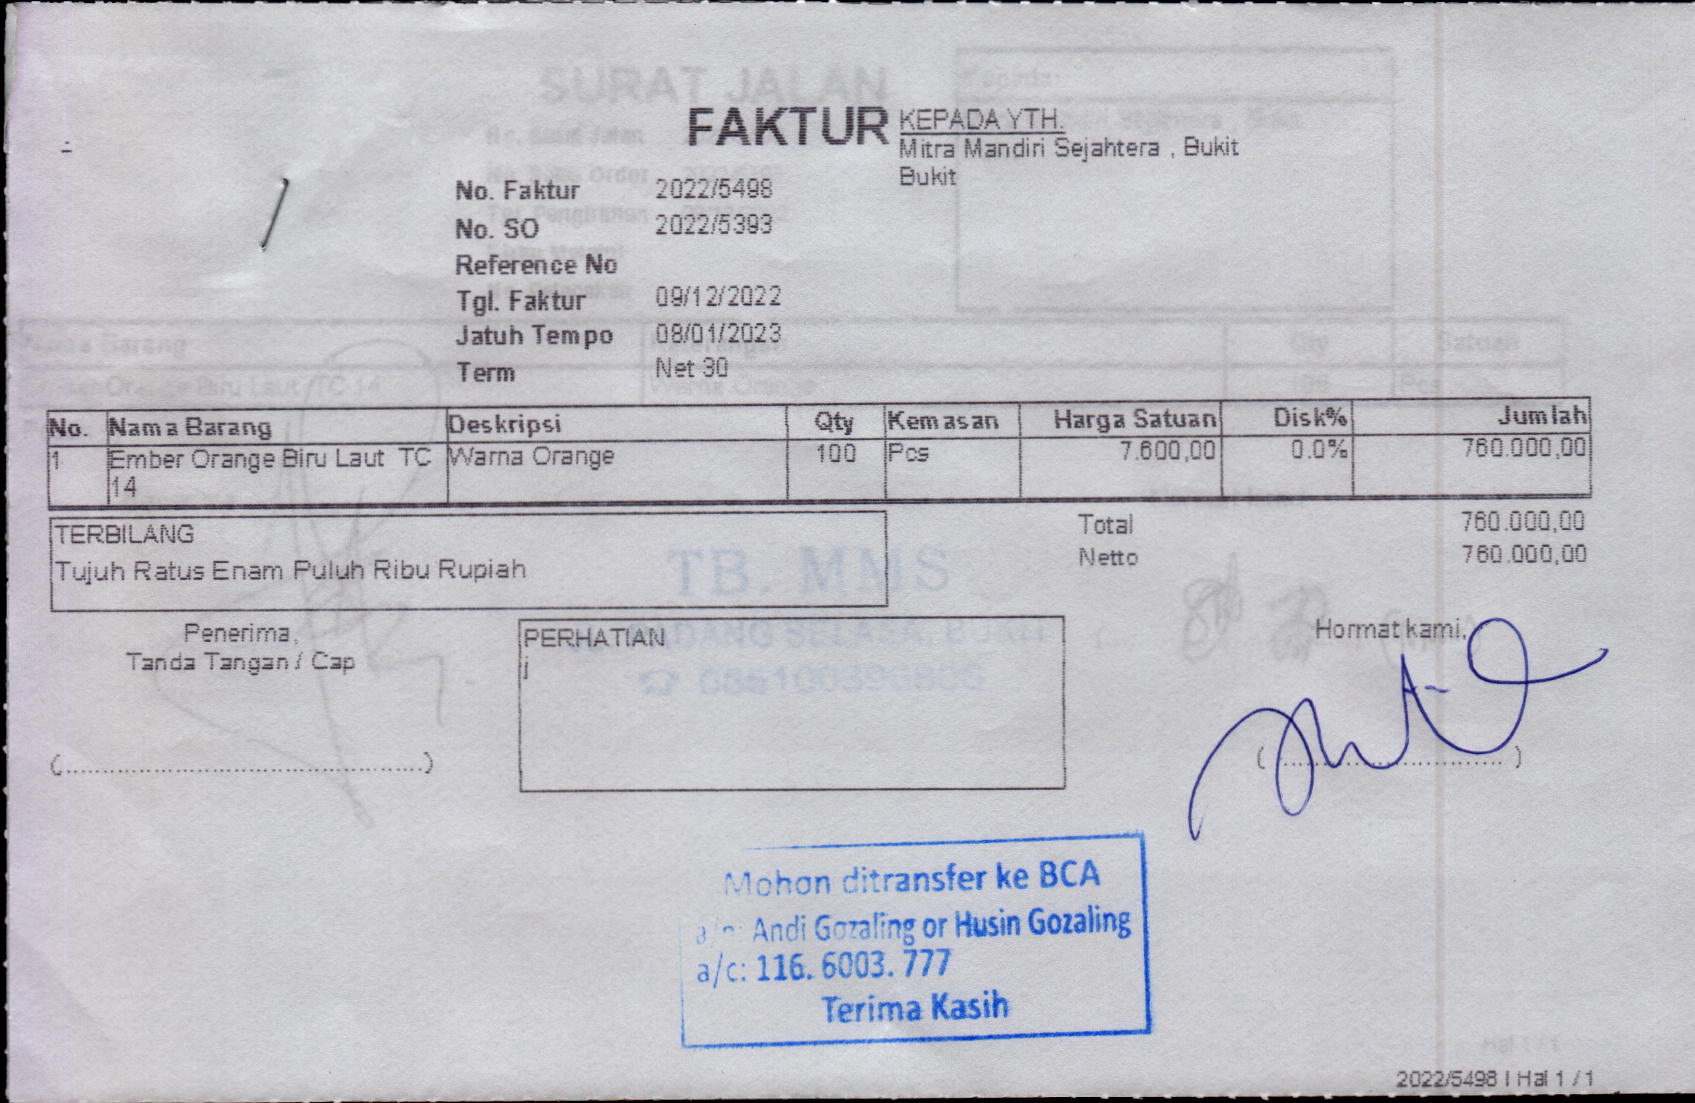 FAKTUR
KEPADA YTH.
Mitra Mandiri Sejahtera , Bukit
Bukit
No. Faktur 2022/5498
No. SO 2022/5393
Reference No
Tgl. Faktur 09/12/2022
Jatuh Tempo 08/01/2023
Term Net 30
No. Nama Barang Deskripsi Qty Kemasan Harga Satuan Disk% Jumlah
1 Ember Orange Biru Laut TC Warna Orange 100 Pcs 7.600,00 0.0% 760.000,00
14
TERBILANG
Tujuh Ratus Enam Puluh Ribu Rupiah
Total 760.000,00
Netto 760.000,00
Penerima,
Tanda Tangan / Cap
PERHATIAN
j
Hormat kami,
TB. MMS
Mohon ditransfer ke BCA
a/n: Andi Gozaling or Husin Gozaling
a/c: 116. 6003. 777
Terima Kasih
2022/5498 | Hal 1 / 1